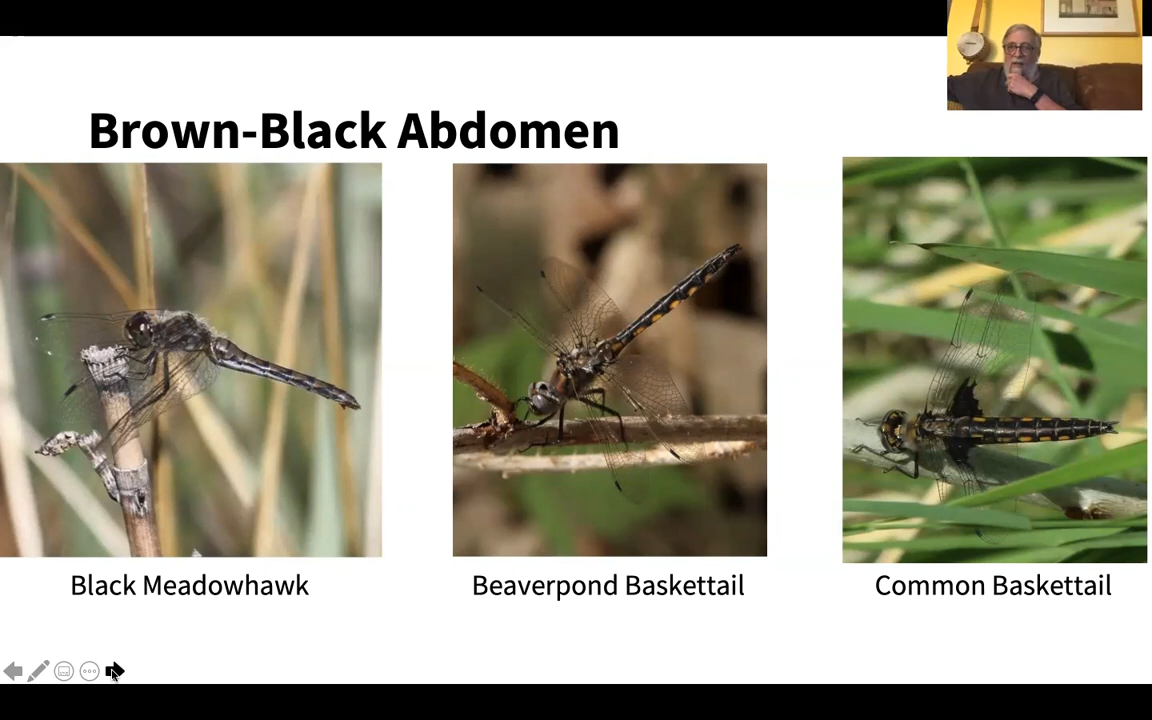 Brown-Black Abdomen
Black Meadowhawk
Beaverpond Baskettail
Common Baskettail